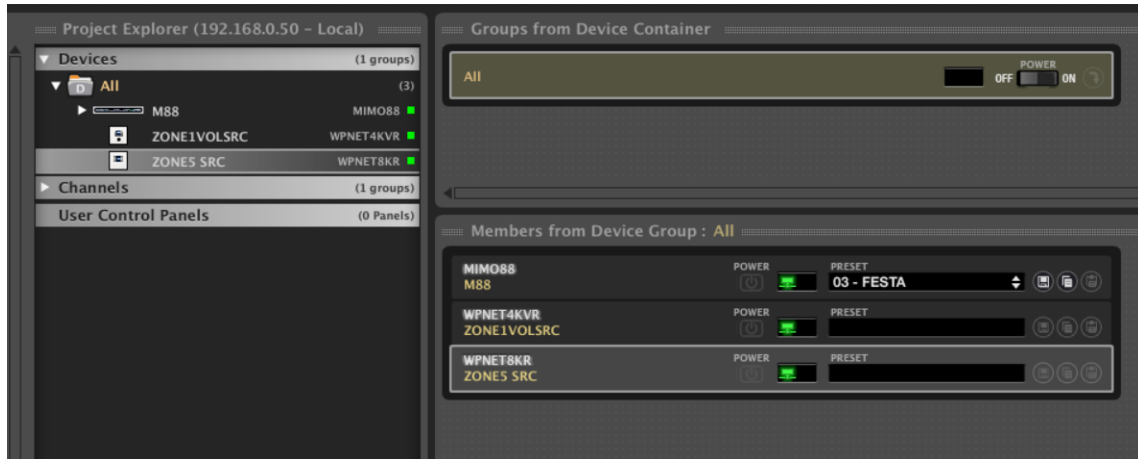 Project Explorer (192.168.0.50 – Local)
Devices (1 groups)
D All (3)
M88 MIMO88
ZONE1VOLSRC WPNET4KVR
ZONE5 SRC WPNET8KR
Channels (1 groups)
User Control Panels (0 Panels)
Groups from Device Container
All
POWER
OFF ON
Members from Device Group : All
MIMO88 POWER PRESET
M88 03 - FESTA
WPNET4KVR POWER PRESET
ZONE1VOLSRC
WPNET8KR POWER PRESET
ZONE5 SRC